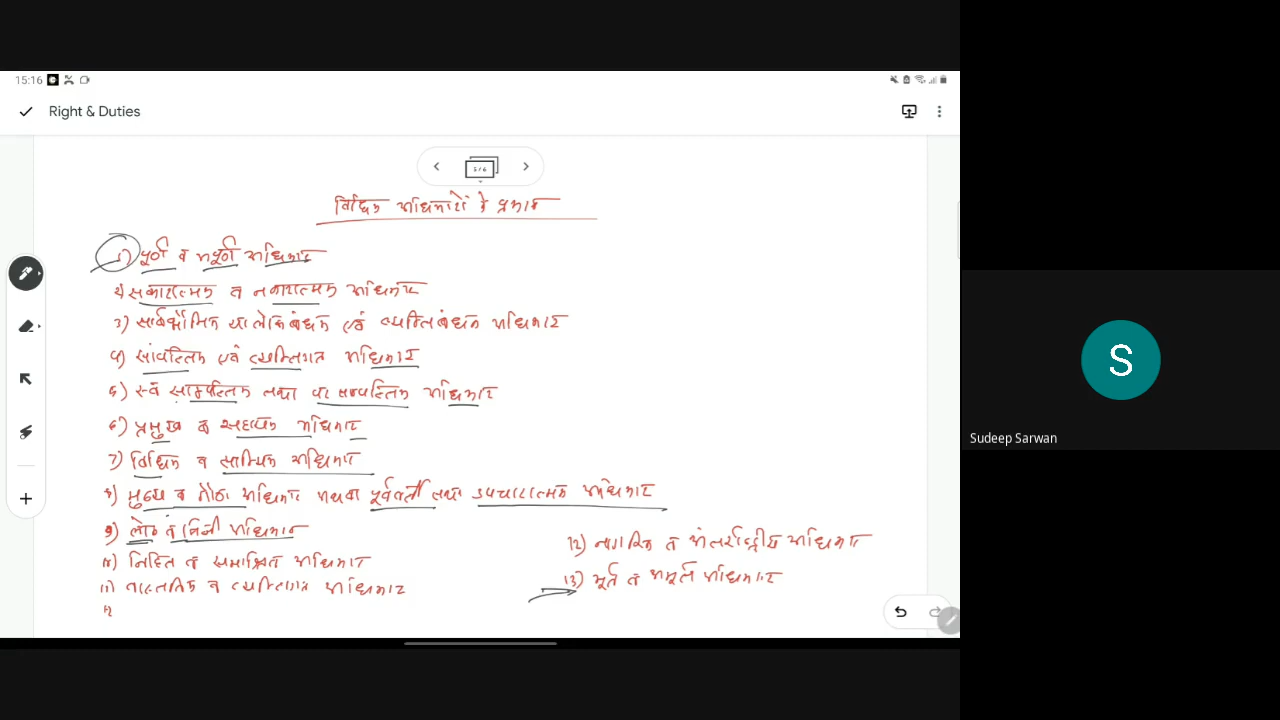 15:16
Right & Duties
5/6
विधिक अधिकारों के प्रकार
1) पूर्ण व अपूर्ण अधिकार
2) सकारात्मक व नकारात्मक अधिकार
3) सार्वभौमिक या लोकबंधक एवं व्यक्तिबंधक अधिकार
4) सांपत्तिक एवं व्यक्तिगत अधिकार
5) स्व साम्पत्तिक तथा पर साम्पत्तिक अधिकार
6) प्रमुख व सहायक अधिकार
7) विधिक व साम्यिक अधिकार
8) मुख्य व गौण अधिकार अथवा पूर्ववर्ती तथा उपचारात्मक अधिकार
9) लोक व निजी अधिकार
10) निहित व समाश्रित अधिकार
11) वास्तविक व व्यक्तिगत अधिकार
12
12) नागरिक व अंतर्राष्ट्रीय अधिकार
13) मूर्त व अमूर्त अधिकार
S
Sudeep Sarwan